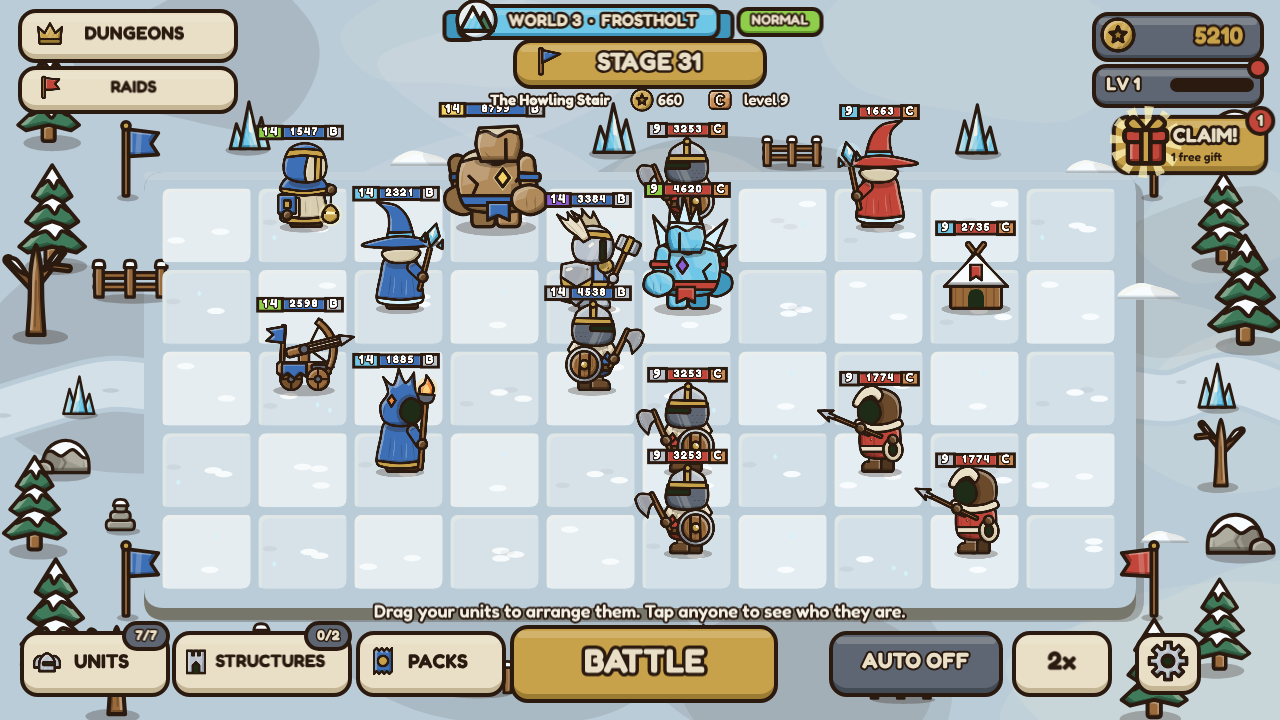 DUNGEONS
RAIDS
WORLD 3 • FROSTHOLT
NORMAL
STAGE 31
The Howling Stair 660 C level 9
5210
LV 1
CLAIM!
1 free gift
1
14 1547 B
14 B
9 3253 C
9 1663 C
14 2321 B
14 3384 B
9 4620 C
9 2735 C
14 2598 B
14 4538 B
14 1885 B
9 3253 C
9 1774 C
9 3253 C
9 1774 C
Drag your units to arrange them. Tap anyone to see who they are.
UNITS
7/7
STRUCTURES
0/2
PACKS
BATTLE
AUTO OFF
2x